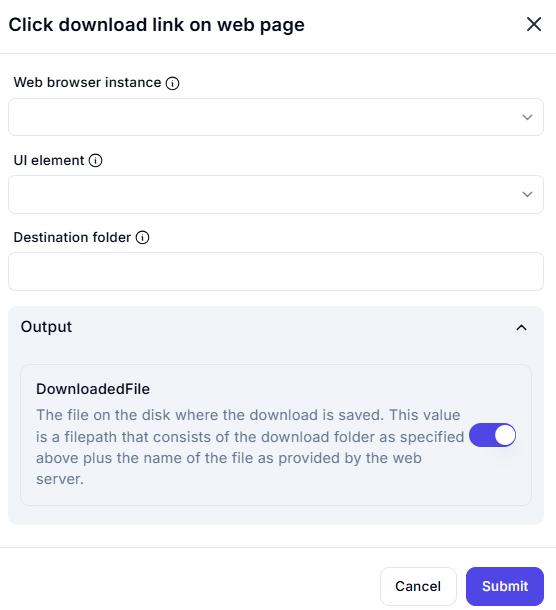 Click download link on web page
Web browser instance
UI element
Destination folder
Output
DownloadedFile
The file on the disk where the download is saved. This value
is a filepath that consists of the download folder as specified
above plus the name of the file as provided by the web
server.
Cancel
Submit